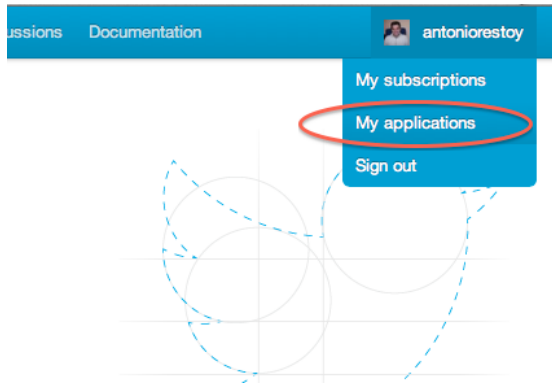 ussions Documentation antoniorestoy
My subscriptions
My applications
Sign out